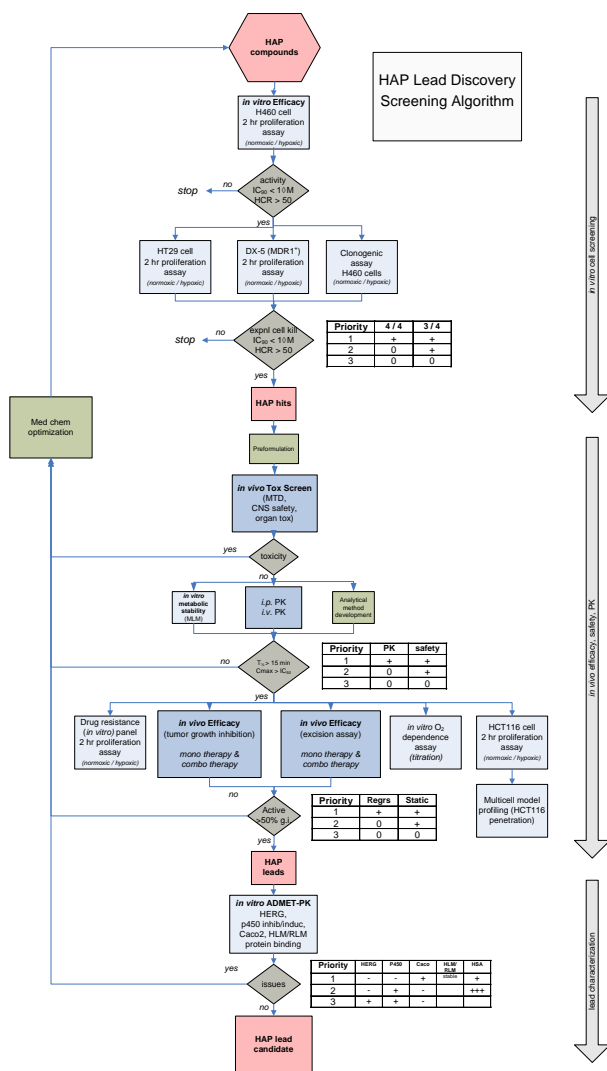 HAP
compounds
HAP Lead Discovery
Screening Algorithm
in vitro Efficacy
H460 cell
2 hr proliferation
assay
(normoxic / hypoxic)
activity
IC90 < 1◊M
HCR > 50
no
stop
yes
HT29 cell
2 hr proliferation
assay
(normoxic / hypoxic)
DX-5 (MDR1+)
2 hr proliferation
assay
(normoxic / hypoxic)
Clonogenic
assay
H460 cells
(normoxic / hypoxic)
in vitro cell screening
expnl cell kill
IC90 < 1◊M
HCR > 50
no
stop
yes
Priority 4 / 4 3 / 4
1 + +
2 0 +
3 0 0
HAP hits
Med chem
optimization
Preformulation
in vivo Tox Screen
(MTD,
CNS safety,
organ tox)
yes
toxicity
no
in vitro
metabolic
stability
(MLM)
i.p. PK
i.v. PK
Analytical
method
development
in vivo efficacy, safety, PK
no
T½ > 15 min
Cmax > IC90
yes
Priority PK safety
1 + +
2 0 +
3 0 0
Drug resistance
(in vitro) panel
2 hr proliferation
assay
(normoxic / hypoxic)
in vivo Efficacy
(tumor growth inhibition)
mono therapy &
combo therapy
in vivo Efficacy
(excision assay)
mono therapy &
combo therapy
in vitro O2
dependence
assay
(titration)
HCT116 cell
2 hr proliferation
assay
(normoxic / hypoxic)
Multicell model
profiling (HCT116
penetration)
no
Active
>50% g.i.
yes
Priority Regrs Static
1 + +
2 0 +
3 0 0
HAP
leads
in vitro ADMET-PK
HERG,
p450 inhib/induc,
Caco2, HLM/RLM
protein binding
yes
issues
no
Priority HERG P450 Caco HLM/
RLM HSA
1 - - + stable +
2 - + - +++
3 + + -
lead characterization
HAP lead
candidate